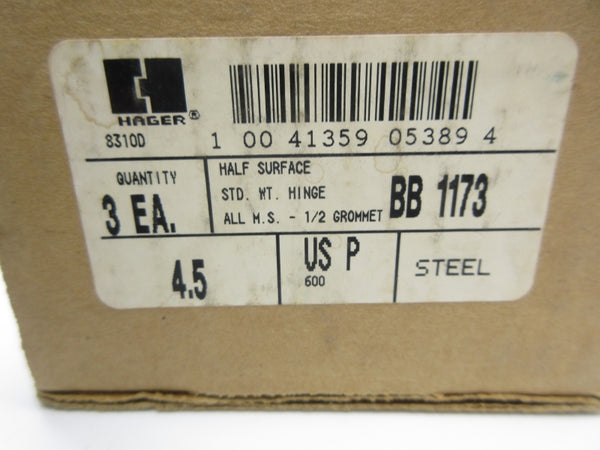 HAGER®
8310D
1 00 41359 05389 4
QUANTITY
3 EA.
HALF SURFACE
STD. WT. HINGE
ALL M.S. - 1/2 GROMMET
BB 1173
4.5
US P
600
STEEL